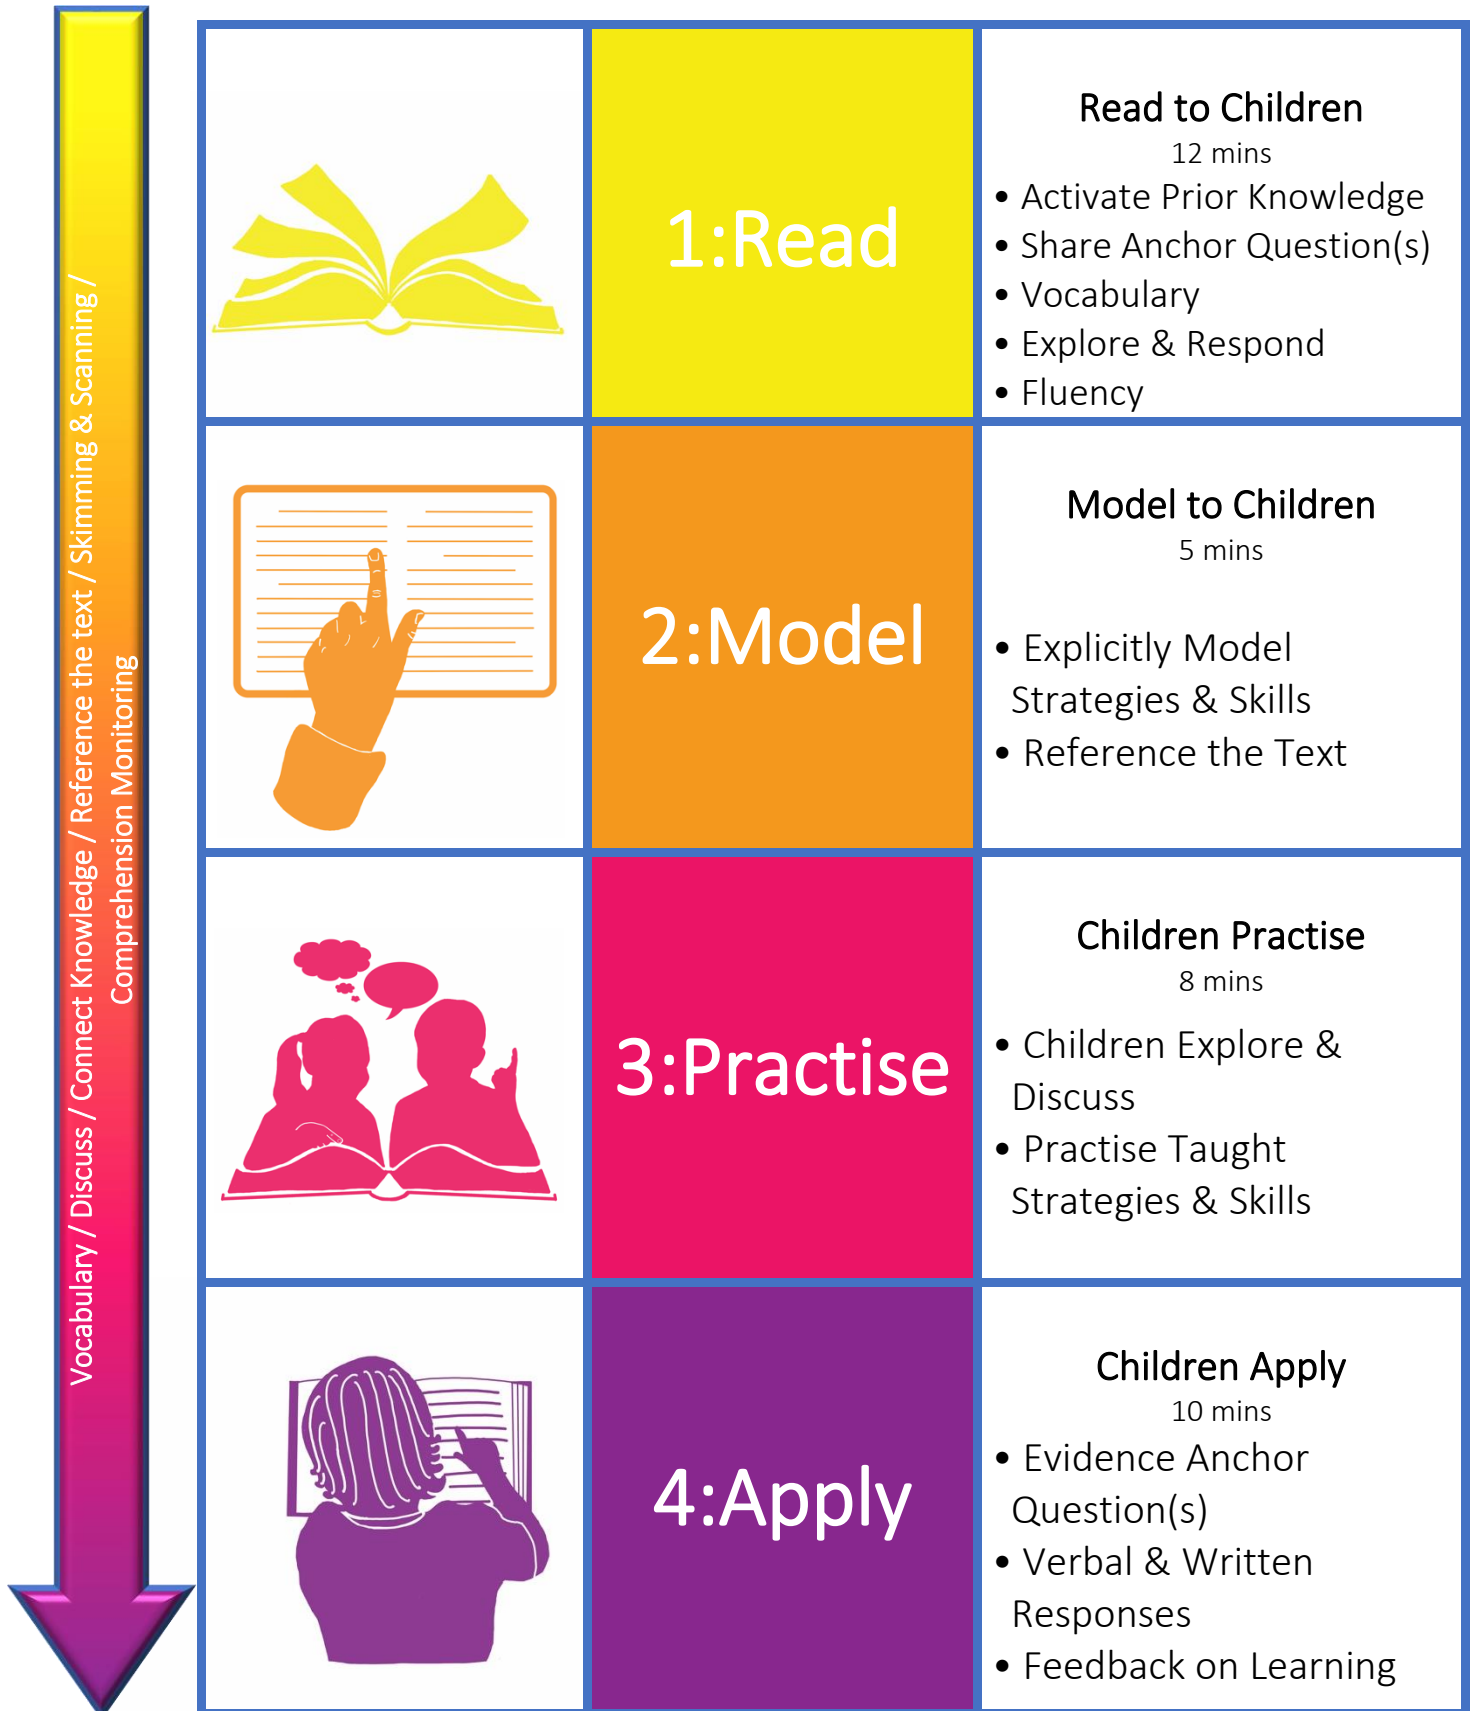 Vocabulary / Discuss / Connect Knowledge / Reference the text / Skimming & Scanning /
Comprehension Monitoring
1:Read
Read to Children
12 mins
• Activate Prior Knowledge
• Share Anchor Question(s)
• Vocabulary
• Explore & Respond
• Fluency
2:Model
Model to Children
5 mins
• Explicitly Model
Strategies & Skills
• Reference the Text
3:Practise
Children Practise
8 mins
• Children Explore &
Discuss
• Practise Taught
Strategies & Skills
4:Apply
Children Apply
10 mins
• Evidence Anchor
Question(s)
• Verbal & Written
Responses
• Feedback on Learning